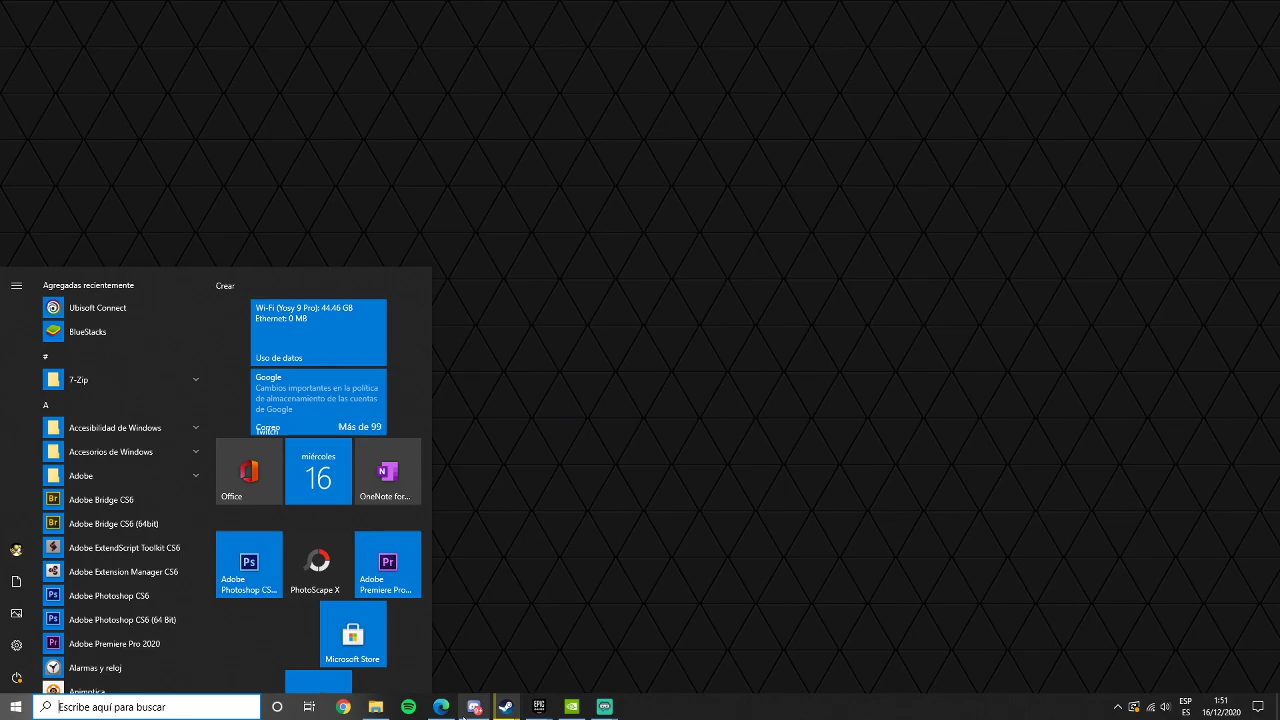 Agregadas recientemente
Ubisoft Connect
BlueStacks
#
7-Zip
A
Accesibilidad de Windows
Accesorios de Windows
Adobe
Adobe Bridge CS6
Adobe Bridge CS6 (64bit)
Adobe ExtendScript Toolkit CS6
Adobe Extension Manager CS6
Adobe Photoshop CS6
Adobe Photoshop CS6 (64 Bit)
Adobe Premiere Pro 2020
Alarmas y reloj
Animotica
Crear
Wi-Fi (Yosy 9 Pro): 44.46 GB
Ethernet: 0 MB
Uso de datos
Google
Cambios importantes en la política
de almacenamiento de las cuentas
de Google
Correo
Más de 99
Twitch
Office
miércoles
16
OneNote for...
Adobe
Photoshop CS...
PhotoScape X
Adobe
Premiere Pro...
Microsoft Store
Escribe aquí para buscar
EPIC
ESP
ES
1:51
16/12/2020